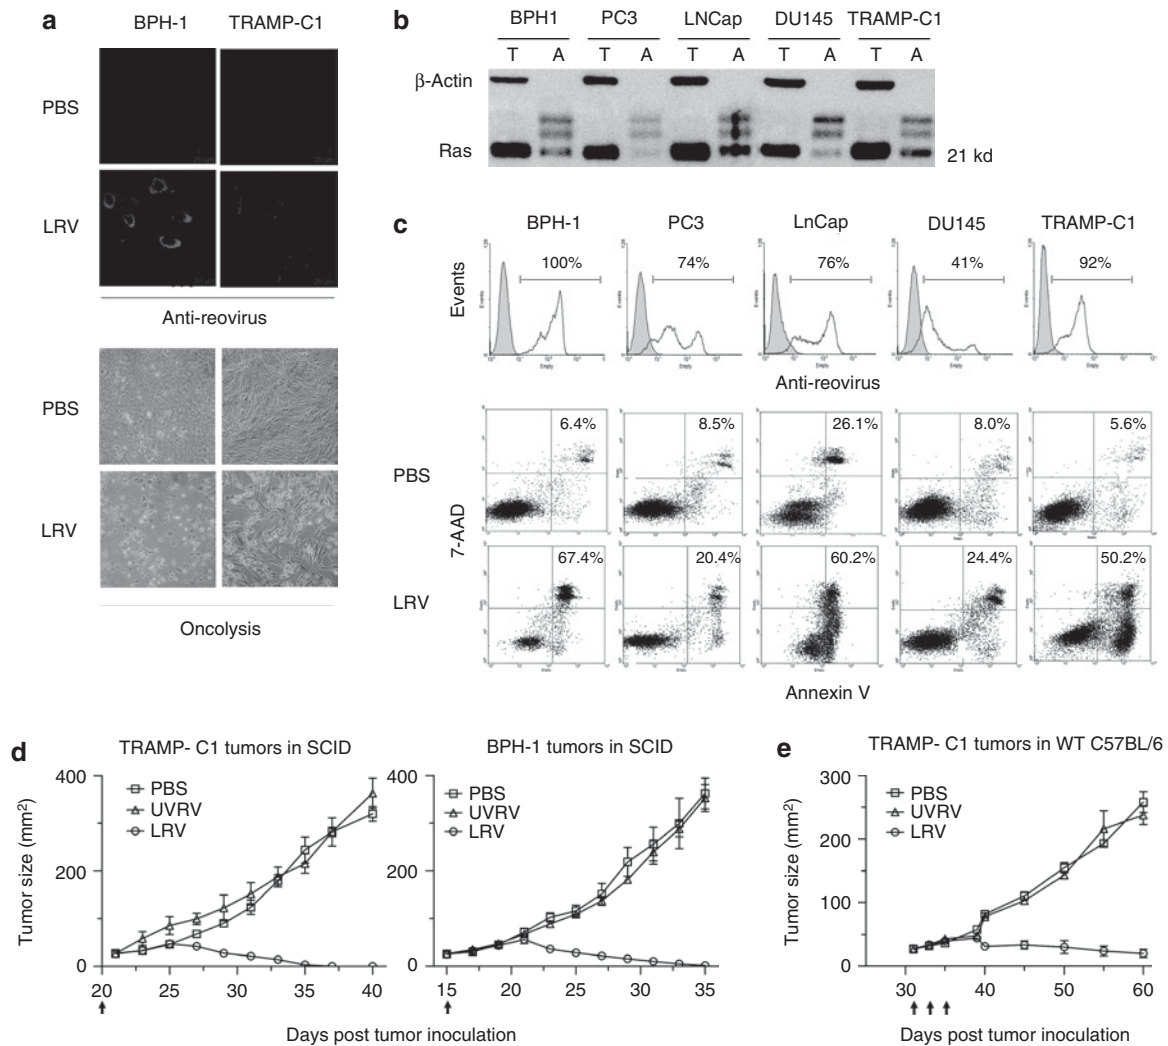 a
BPH-1 TRAMP-C1
PBS
LRV
Anti-reovirus
PBS
LRV
Oncolysis
b
BPH1 PC3 LNCap DU145 TRAMP-C1
T A T A T A T A T A
β-Actin
Ras
21 kd
c
BPH-1 PC3 LnCap DU145 TRAMP-C1
Events
100% 74% 76% 41% 92%
Anti-reovirus
PBS
6.4% 8.5% 26.1% 8.0% 5.6%
7-AAD
LRV
67.4% 20.4% 60.2% 24.4% 50.2%
Annexin V
d
TRAMP- C1 tumors in SCID
Tumor size (mm²)
400
200
0
PBS
UVRV
LRV
20 25 30 35 40
BPH-1 tumors in SCID
400
200
0
PBS
UVRV
LRV
15 20 25 30 35
Days post tumor inoculation
e
TRAMP- C1 tumors in WT C57BL/6
Tumor size (mm²)
300
200
100
0
PBS
UVRV
LRV
30 40 50 60
Days post tumor inoculation